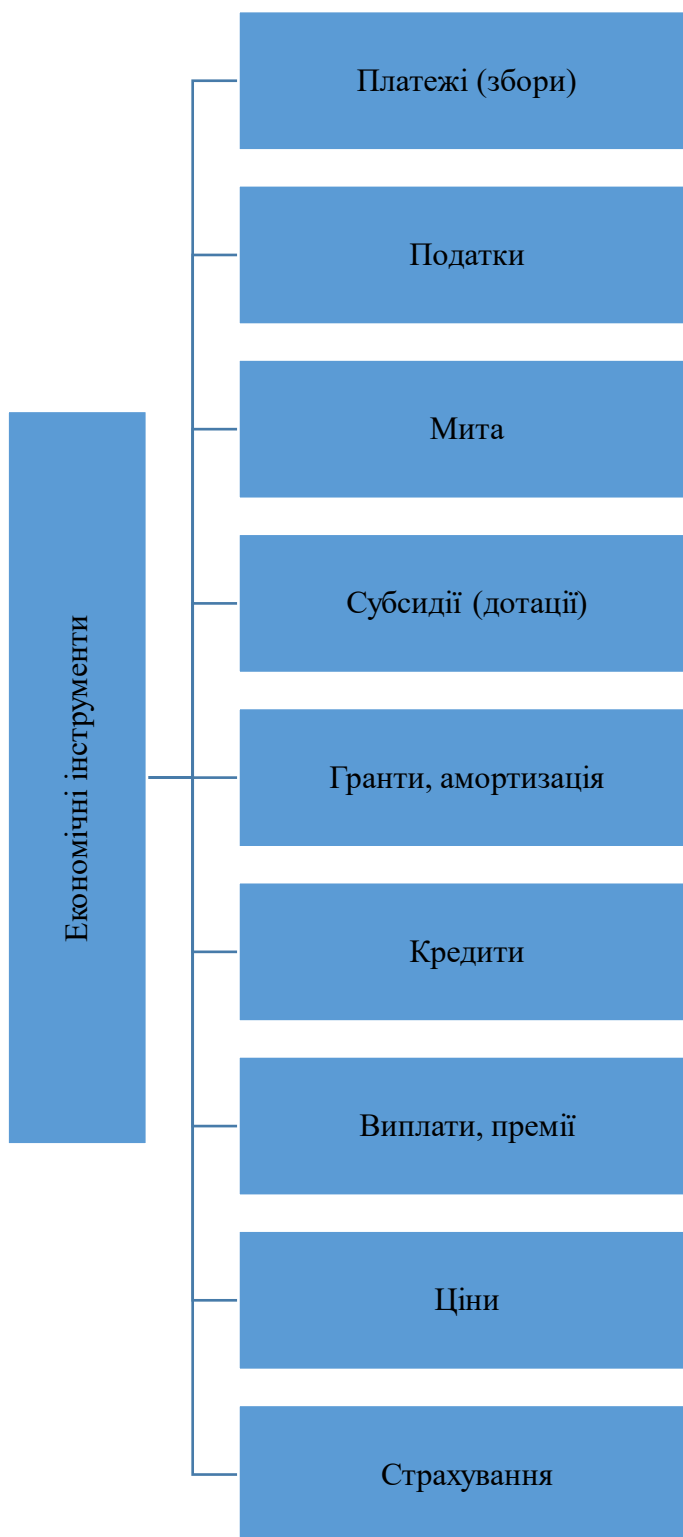 Економічні інструменти
Платежі (збори)
Податки
Мита
Субсидії (дотації)
Гранти, амортизація
Кредити
Виплати, премії
Ціни
Страхування